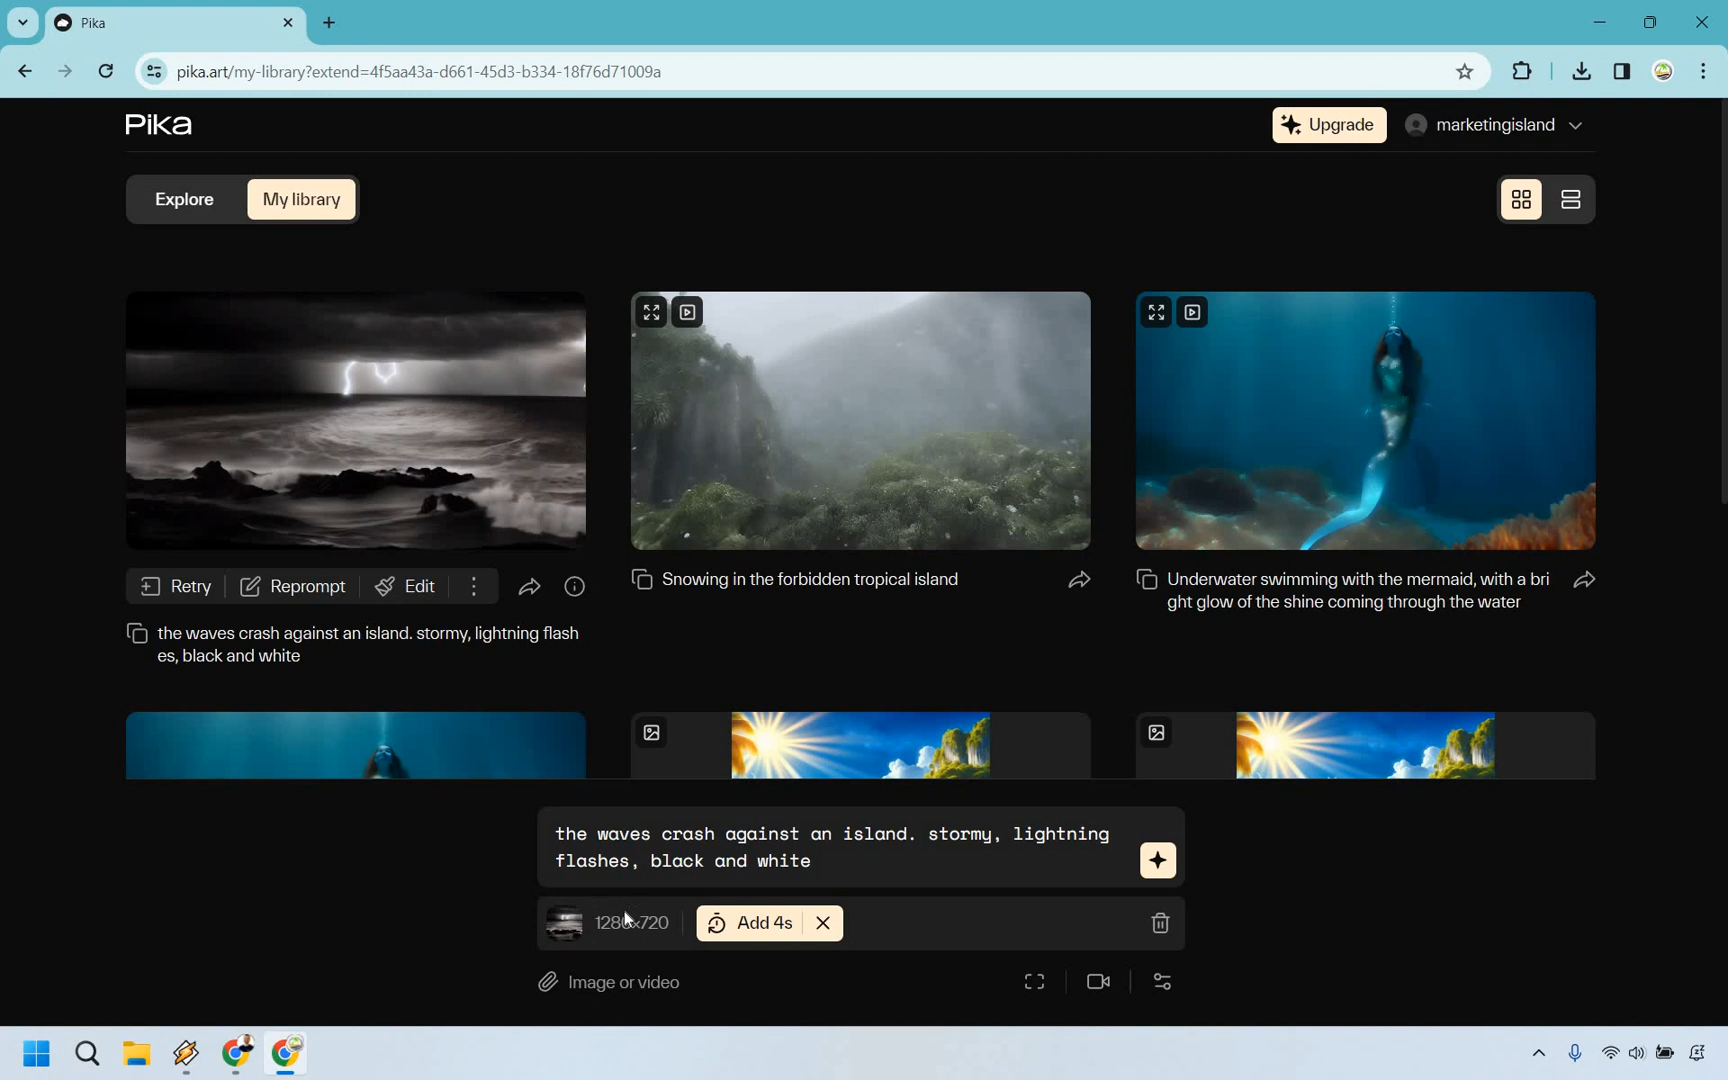 Pika
pika.art/my-library?extend=4f5aa43a-d661-45d3-b334-18f76d71009a
Pika
Upgrade
marketingisland
Explore
My library
Retry
Reprompt
Edit
the waves crash against an island. stormy, lightning flash
es, black and white
Snowing in the forbidden tropical island
Underwater swimming with the mermaid, with a bri
ght glow of the shine coming through the water
the waves crash against an island. stormy, lightning
flashes, black and white
1280×720
Add 4s
Image or video